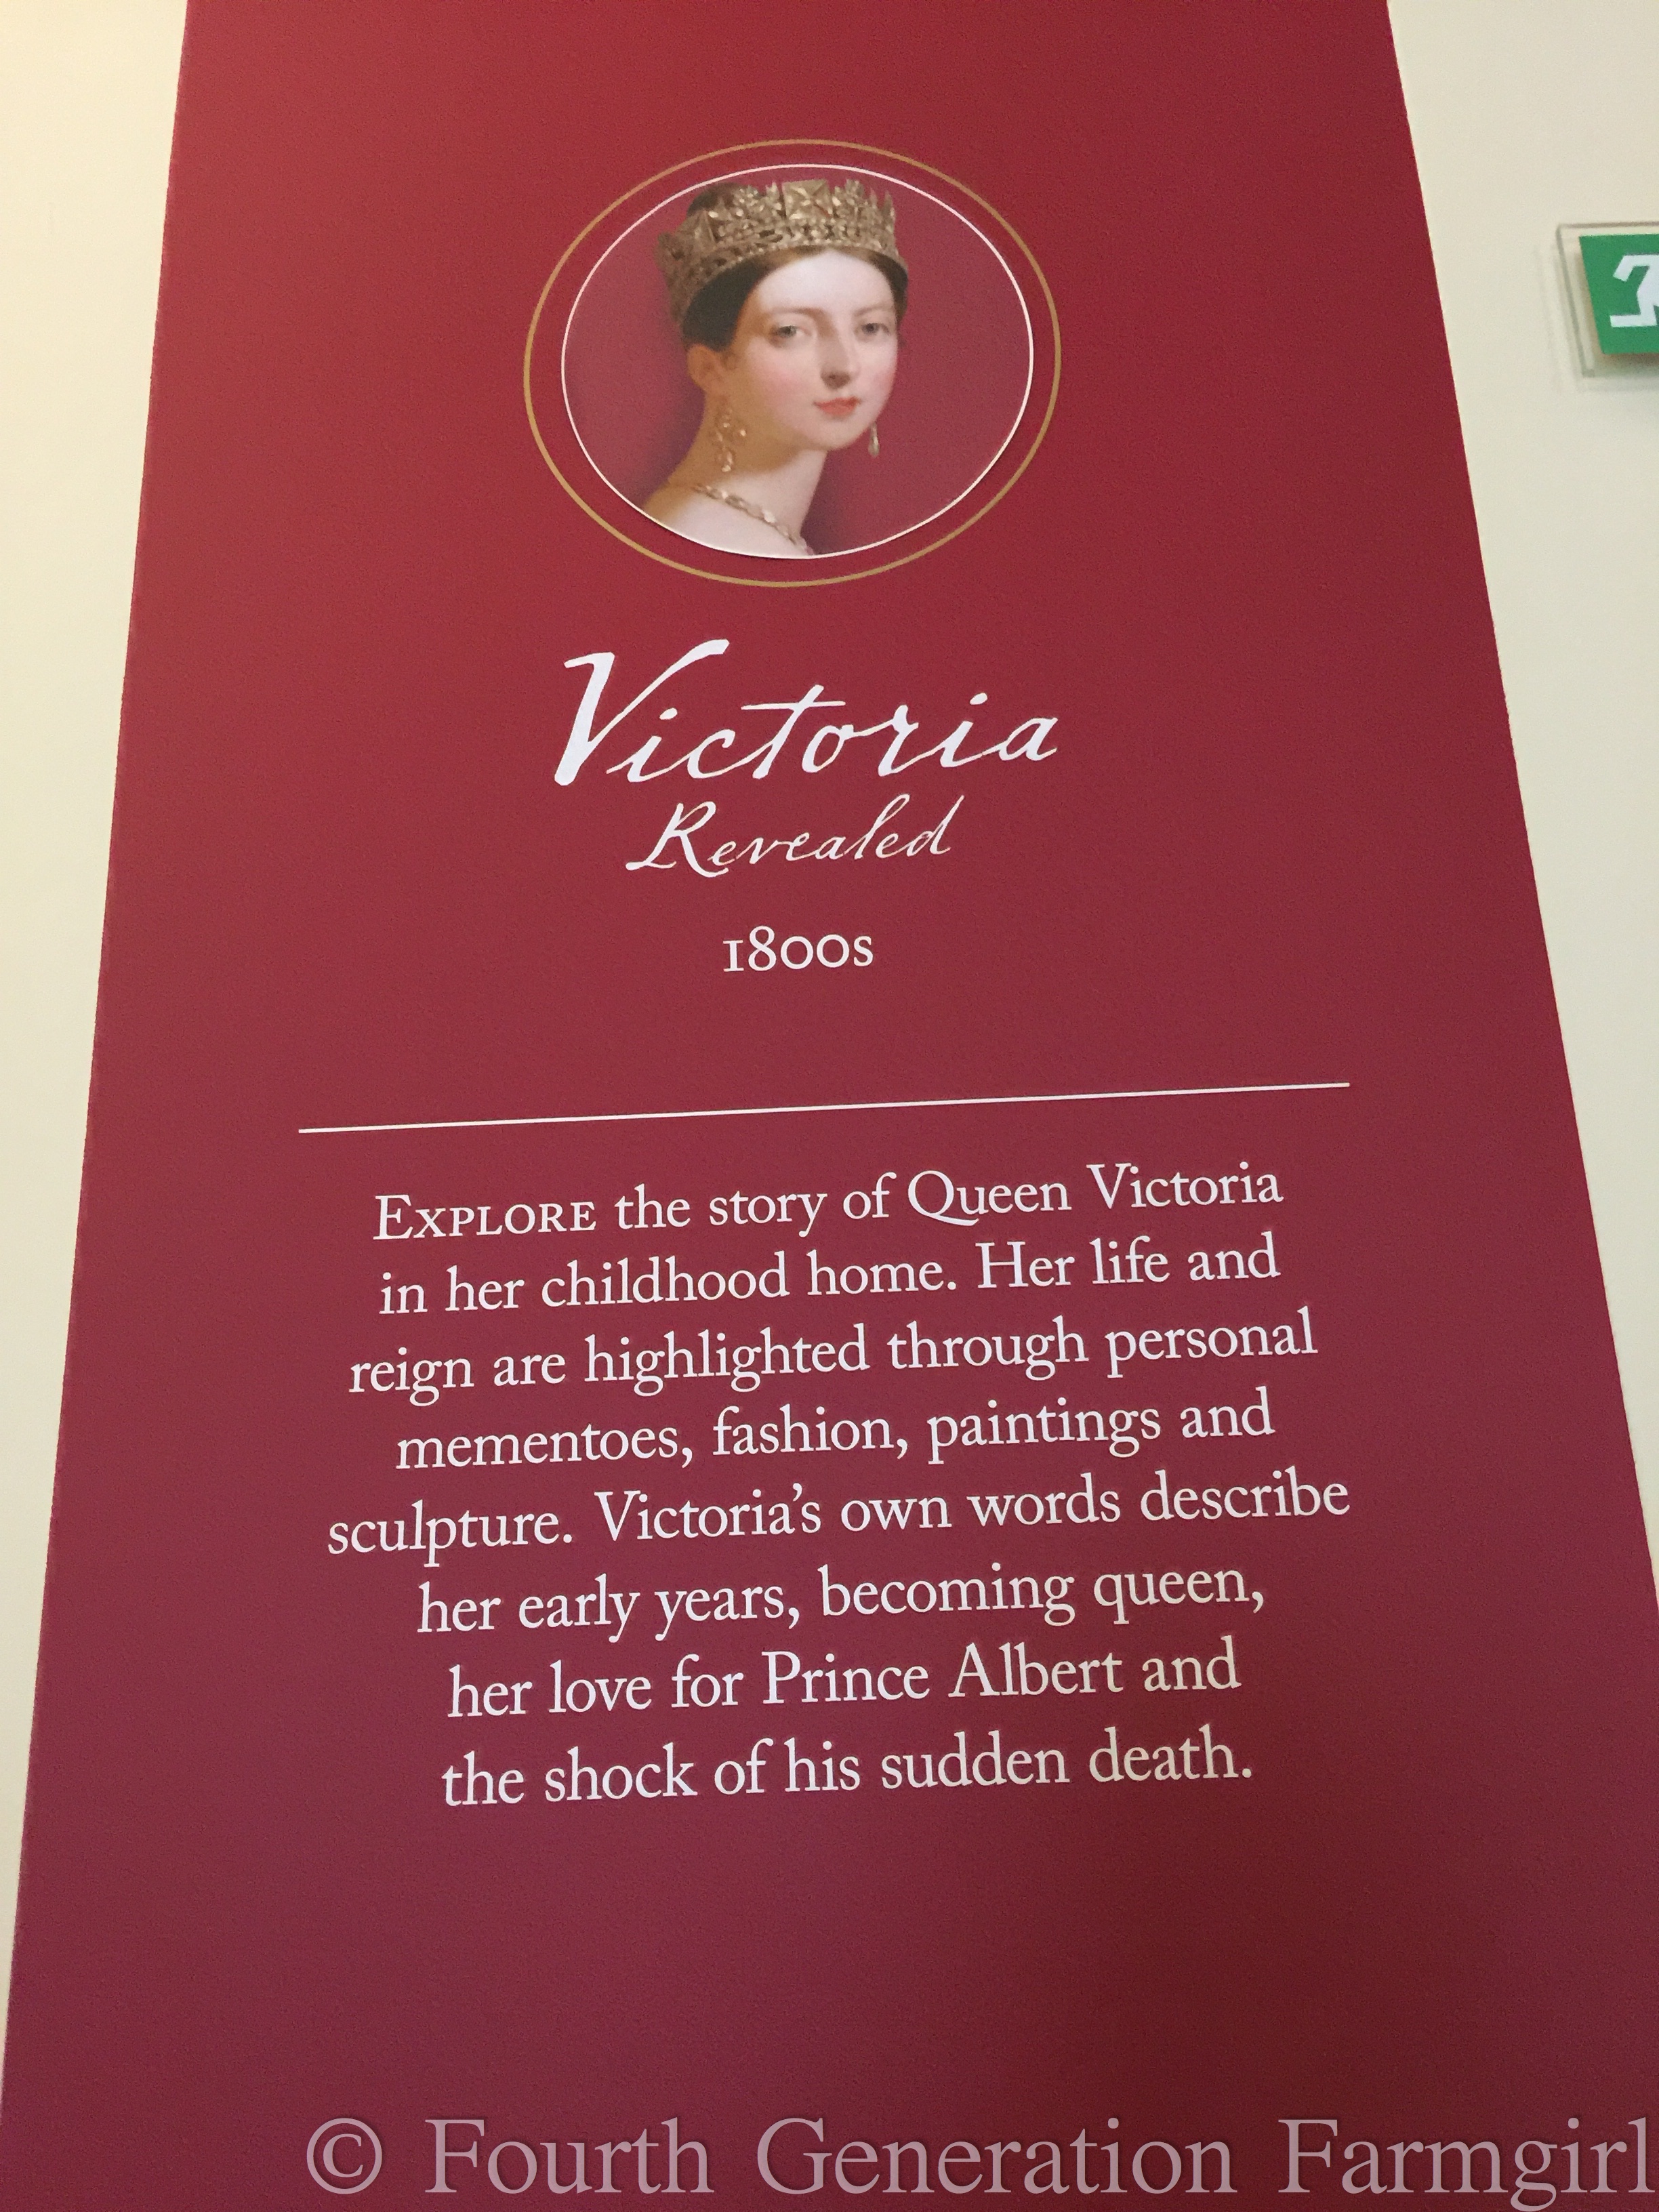 Victoria
Revealed
1800s
EXPLORE the story of Queen Victoria
in her childhood home. Her life and
reign are highlighted through personal
mementoes, fashion, paintings and
sculpture. Victoria’s own words describe
her early years, becoming queen,
her love for Prince Albert and
the shock of his sudden death.
© Fourth Generation Farmgirl